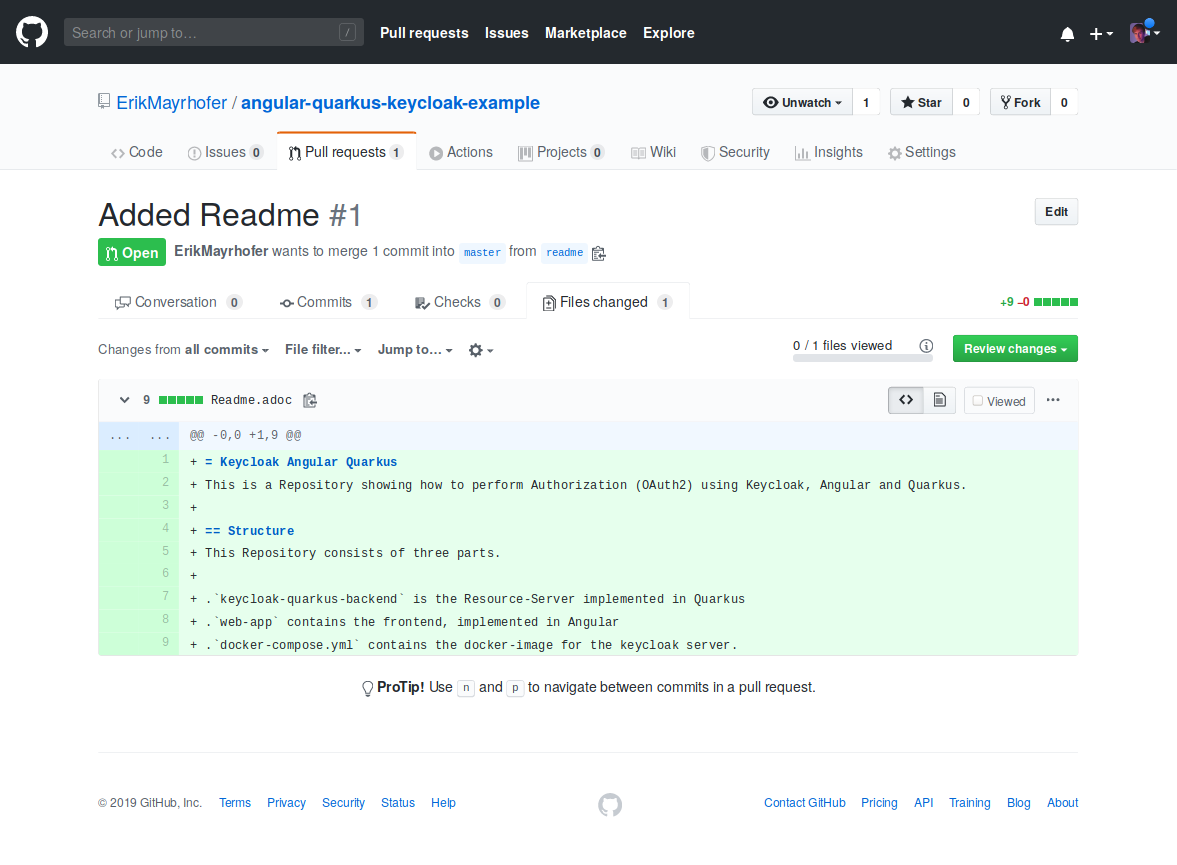 Search or jump to… /
Pull requests Issues Marketplace Explore
ErikMayrhofer / angular-quarkus-keycloak-example
Unwatch 1 Star 0 Fork 0
Code Issues 0 Pull requests 1 Actions Projects 0 Wiki Security Insights Settings
Added Readme #1
Edit
Open ErikMayrhofer wants to merge 1 commit into master from readme
Conversation 0 Commits 1 Checks 0 Files changed 1
+9 −0
Changes from all commits File filter... Jump to… 0 / 1 files viewed Review changes
9 Readme.adoc Viewed
... ... @@ -0,0 +1,9 @@
1 + = Keycloak Angular Quarkus
2 + This is a Repository showing how to perform Authorization (OAuth2) using Keycloak, Angular and Quarkus.
3 +
4 + == Structure
5 + This Repository consists of three parts.
6 +
7 + .`keycloak-quarkus-backend` is the Resource-Server implemented in Quarkus
8 + .`web-app` contains the frontend, implemented in Angular
9 + .`docker-compose.yml` contains the docker-image for the keycloak server.
ProTip! Use n and p to navigate between commits in a pull request.
© 2019 GitHub, Inc. Terms Privacy Security Status Help
Contact GitHub Pricing API Training Blog About